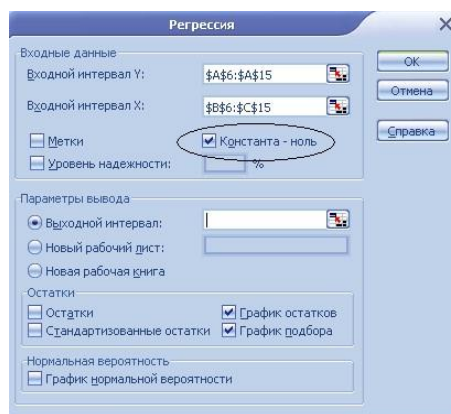 Регрессия
Входные данные
Входной интервал Y: $A$6:$A$15
Входной интервал X: $B$6:$C$15
Метки Константа - ноль
Уровень надежности: %
ОК
Отмена
Справка
Параметры вывода
Выходной интервал:
Новый рабочий лист:
Новая рабочая книга
Остатки
Остатки График остатков
Стандартизованные остатки График подбора
Нормальная вероятность
График нормальной вероятности